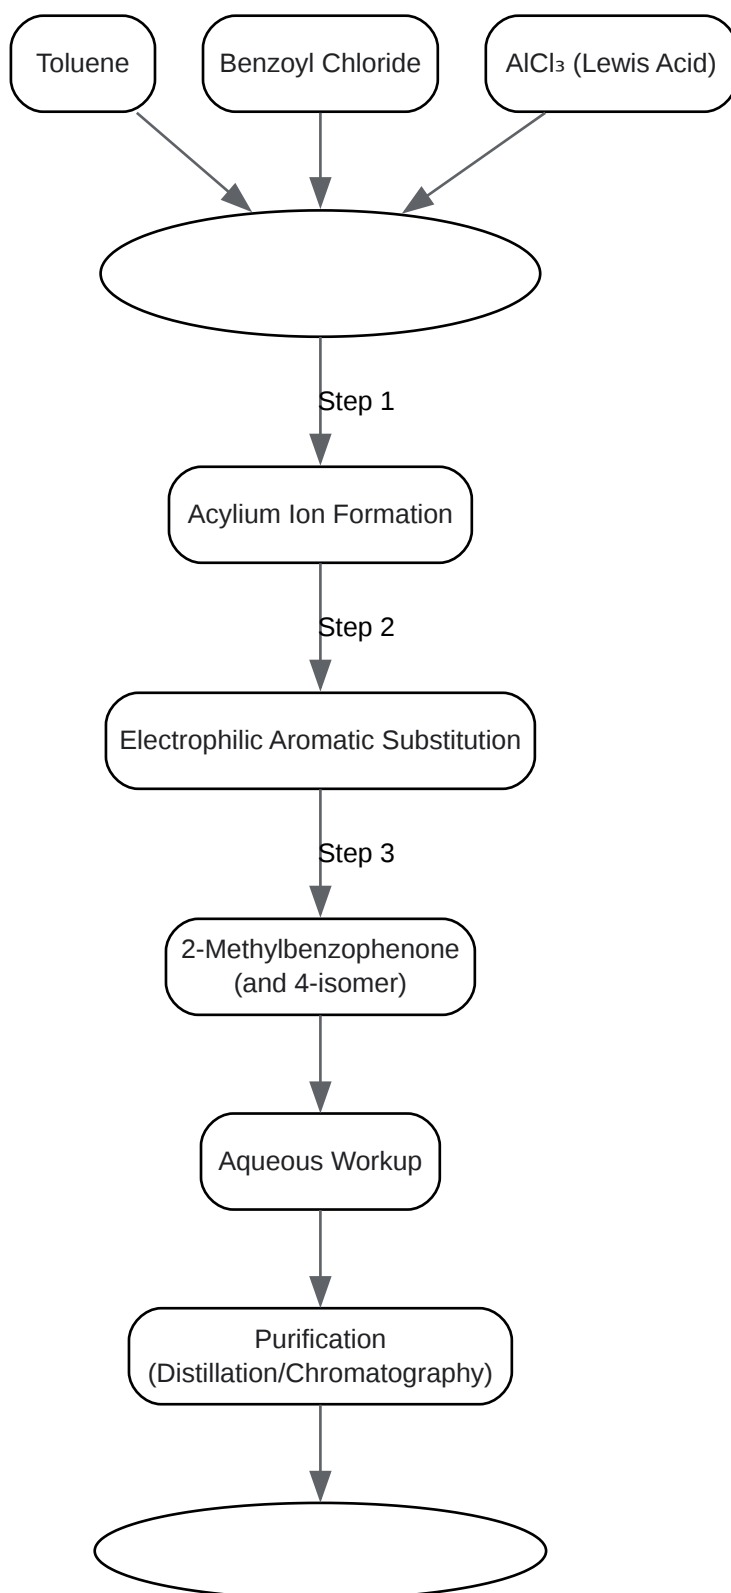 Toluene
Benzoyl Chloride
AlCl₃ (Lewis Acid)
Step 1
Acylium Ion Formation
Step 2
Electrophilic Aromatic Substitution
Step 3
2-Methylbenzophenone
(and 4-isomer)
Aqueous Workup
Purification
(Distillation/Chromatography)